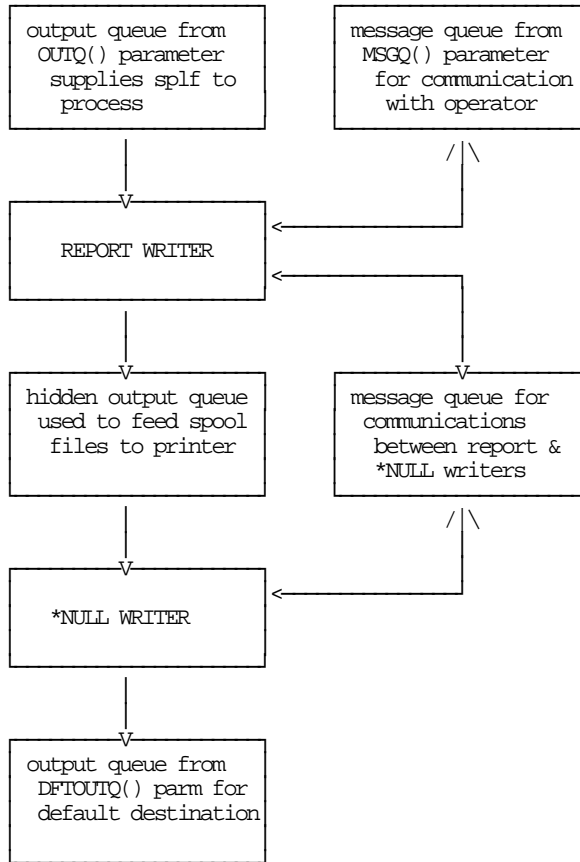 output queue from
OUTQ() parameter
supplies splf to
process
message queue from
MSGQ() parameter
for communication
with operator
REPORT WRITER
hidden output queue
used to feed spool
files to printer
message queue for
communications
between report &
*NULL writers
*NULL WRITER
output queue from
DFTOUTQ() parm for
default destination